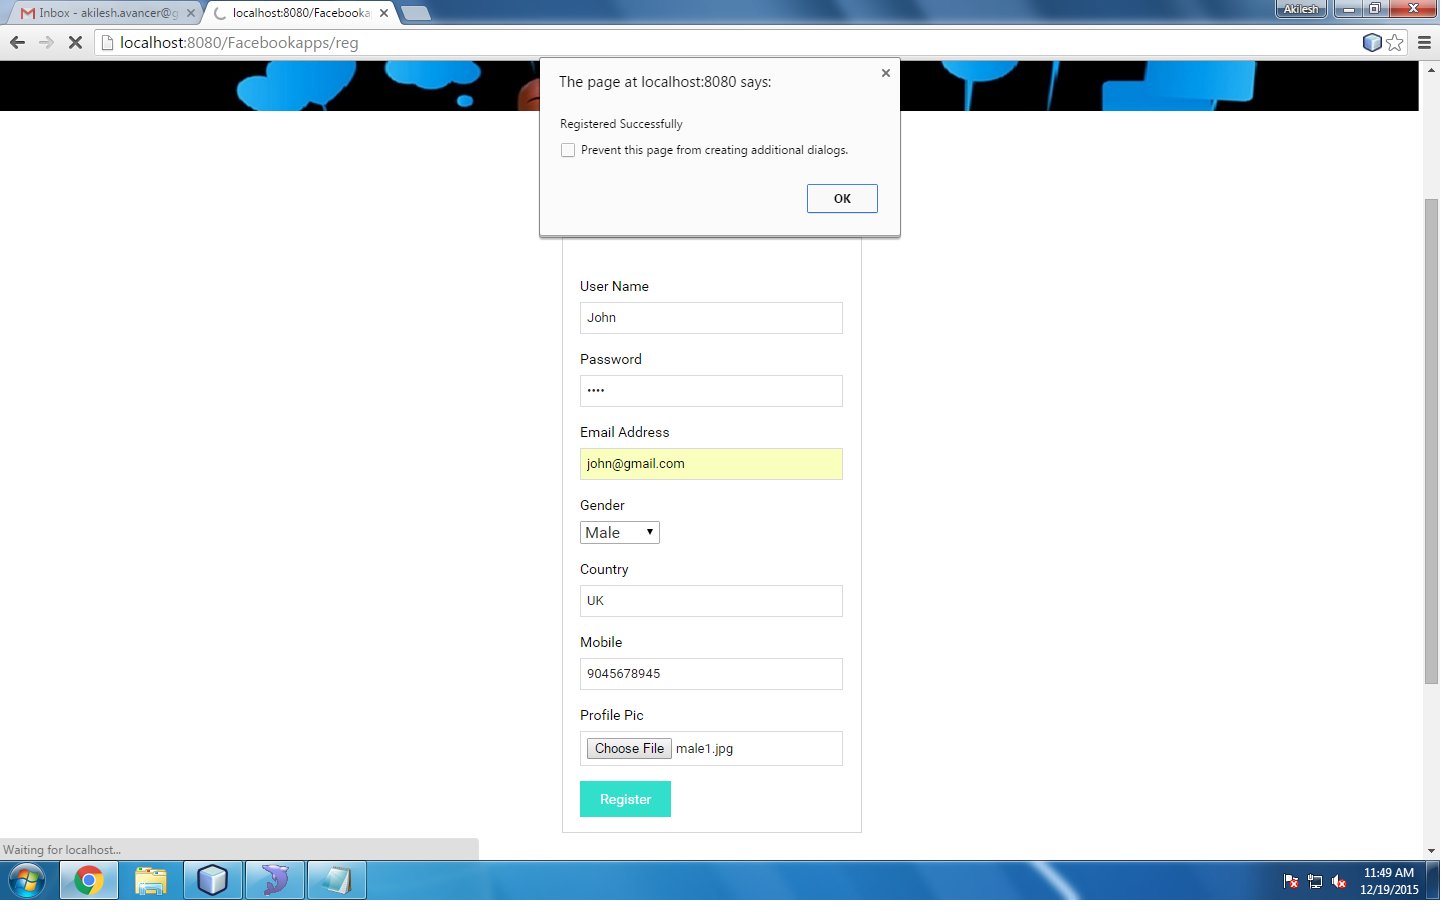 Inbox - akilesh.avancer@g
localhost:8080/Facebooka
Akilesh
localhost:8080/Facebookapps/reg
The page at localhost:8080 says:
Registered Successfully
Prevent this page from creating additional dialogs.
OK
User Name
John
Password
••••
Email Address
john@gmail.com
Gender
Male
Country
UK
Mobile
9045678945
Profile Pic
Choose File male1.jpg
Register
Waiting for localhost...
11:49 AM
12/19/2015